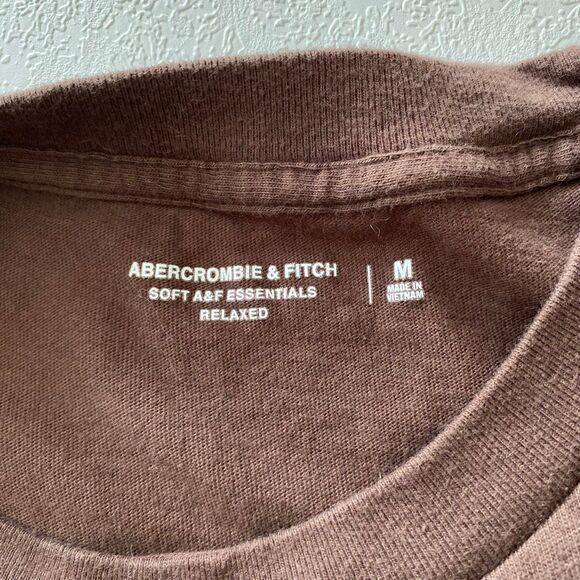 ABERCROMBIE & FITCH
SOFT A&F ESSENTIALS
RELAXED
M
MADE IN
VIETNAM